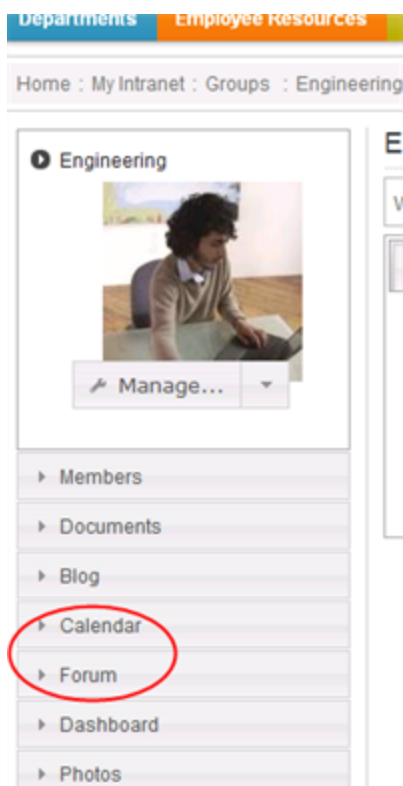 Departments Employee Resources
Home : My Intranet : Groups : Engineering
Engineering
Manage...
Members
Documents
Blog
Calendar
Forum
Dashboard
Photos